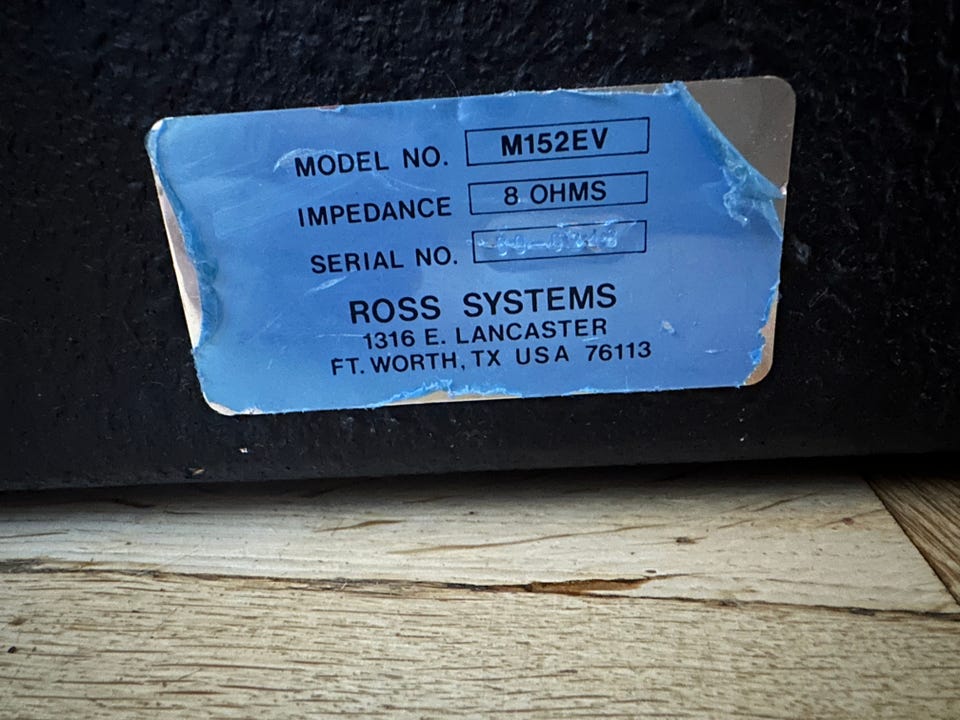 MODEL NO. M152EV
IMPEDANCE 8 OHMS
SERIAL NO.
ROSS SYSTEMS
1316 E. LANCASTER
FT. WORTH, TX USA 76113